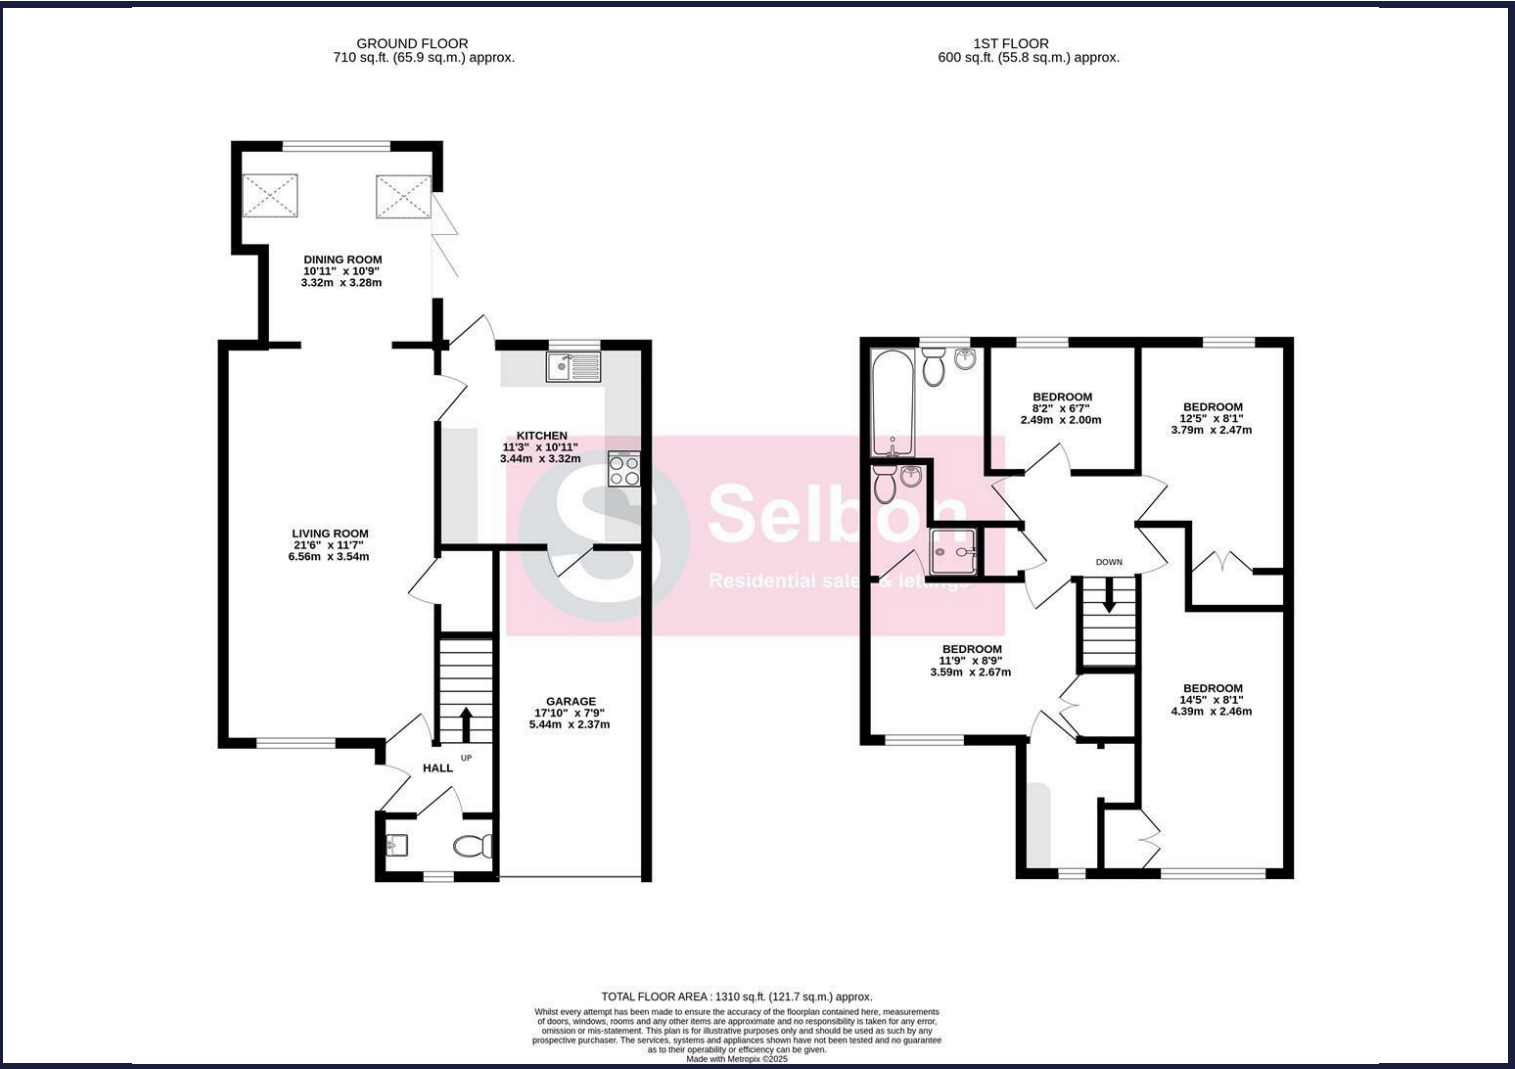 GROUND FLOOR
710 sq.ft. (65.9 sq.m.) approx.
1ST FLOOR
600 sq.ft. (55.8 sq.m.) approx.
DINING ROOM
10'11" x 10'9"
3.32m x 3.28m
KITCHEN
11'3" x 10'11"
3.44m x 3.32m
LIVING ROOM
21'6" x 11'7"
6.56m x 3.54m
GARAGE
17'10" x 7'9"
5.44m x 2.37m
HALL
UP
BEDROOM
8'2" x 6'7"
2.49m x 2.00m
BEDROOM
12'5" x 8'1"
3.79m x 2.47m
DOWN
BEDROOM
11'9" x 8'9"
3.59m x 2.67m
BEDROOM
14'5" x 8'1"
4.39m x 2.46m
S Selbon
Residential sales & lettings
TOTAL FLOOR AREA : 1310 sq.ft. (121.7 sq.m.) approx.
Whilst every attempt has been made to ensure the accuracy of the floorplan contained here, measurements
of doors, windows, rooms and any other items are approximate and no responsibility is taken for any error,
omission or mis-statement. This plan is for illustrative purposes only and should be used as such by any
prospective purchaser. The services, systems and appliances shown have not been tested and no guarantee
as to their operability or efficiency can be given.
Made with Metropix ©2025